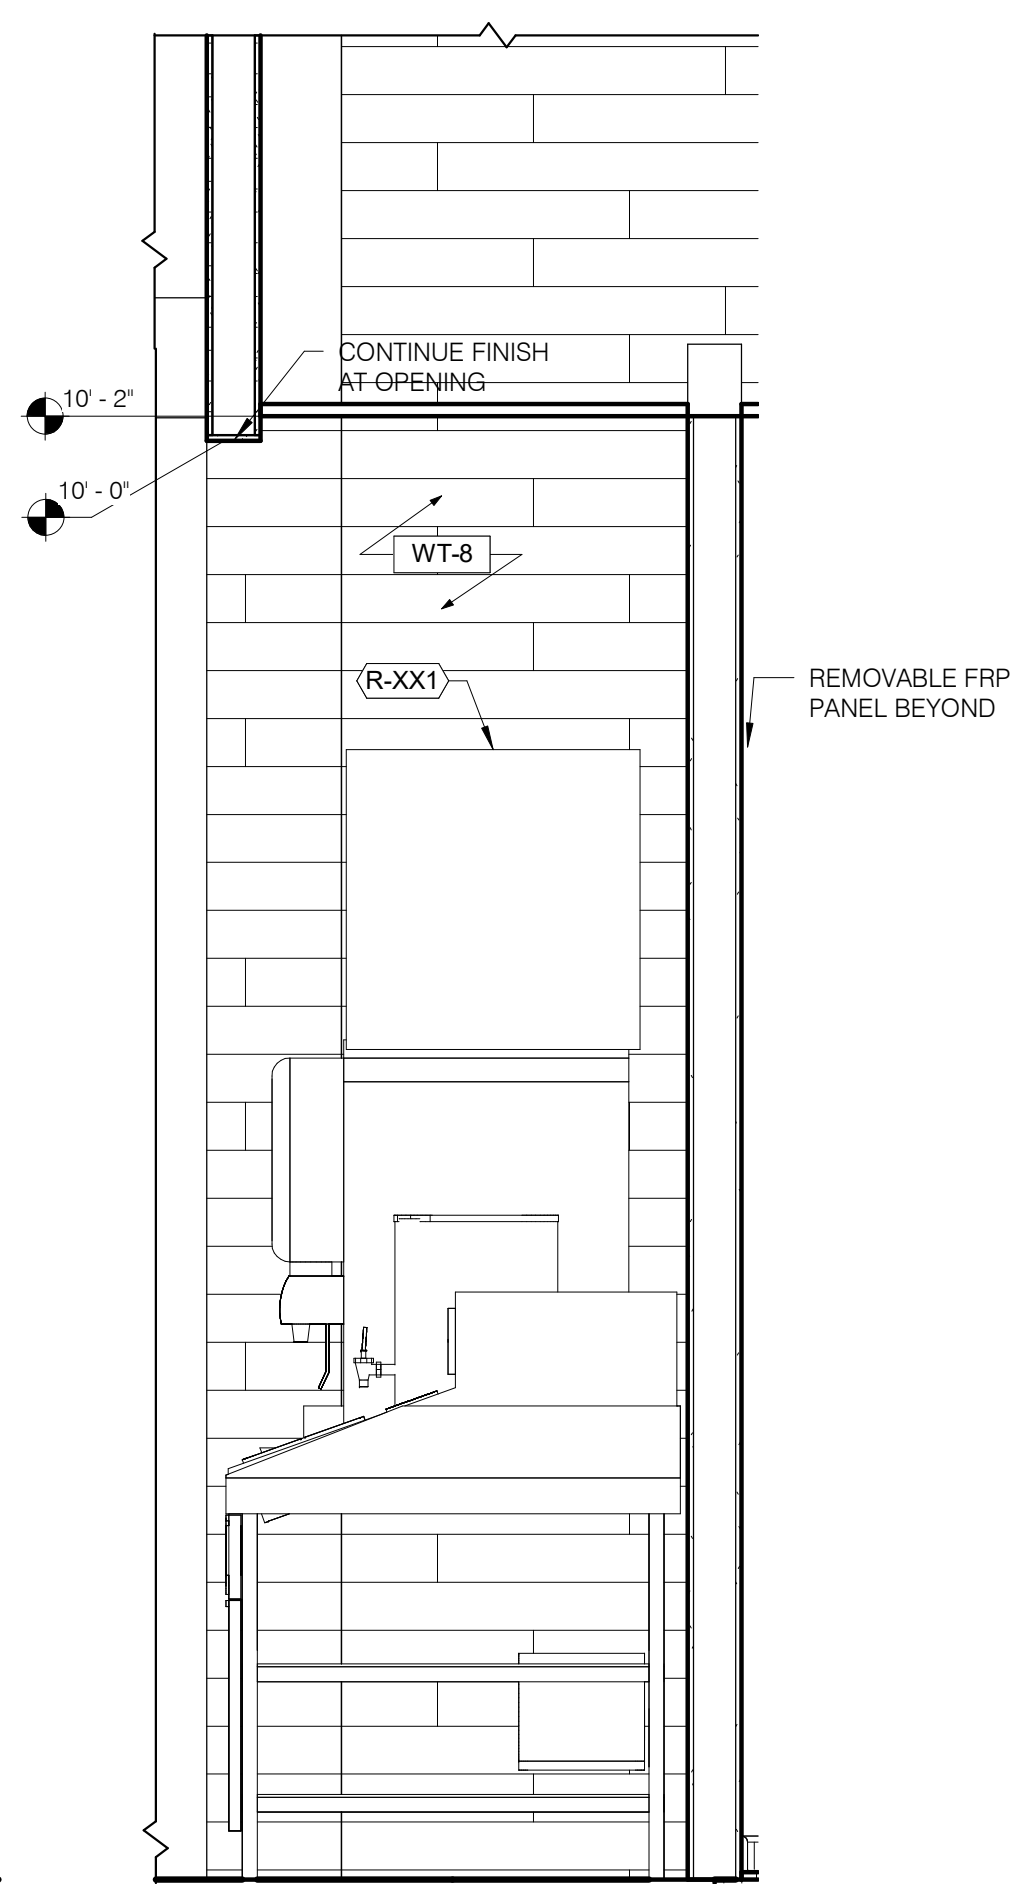 CONTINUE FINISH
AT OPENING
10' - 2"
10' - 0"
WT-8
R-XX1
REMOVABLE FRP
PANEL BEYOND